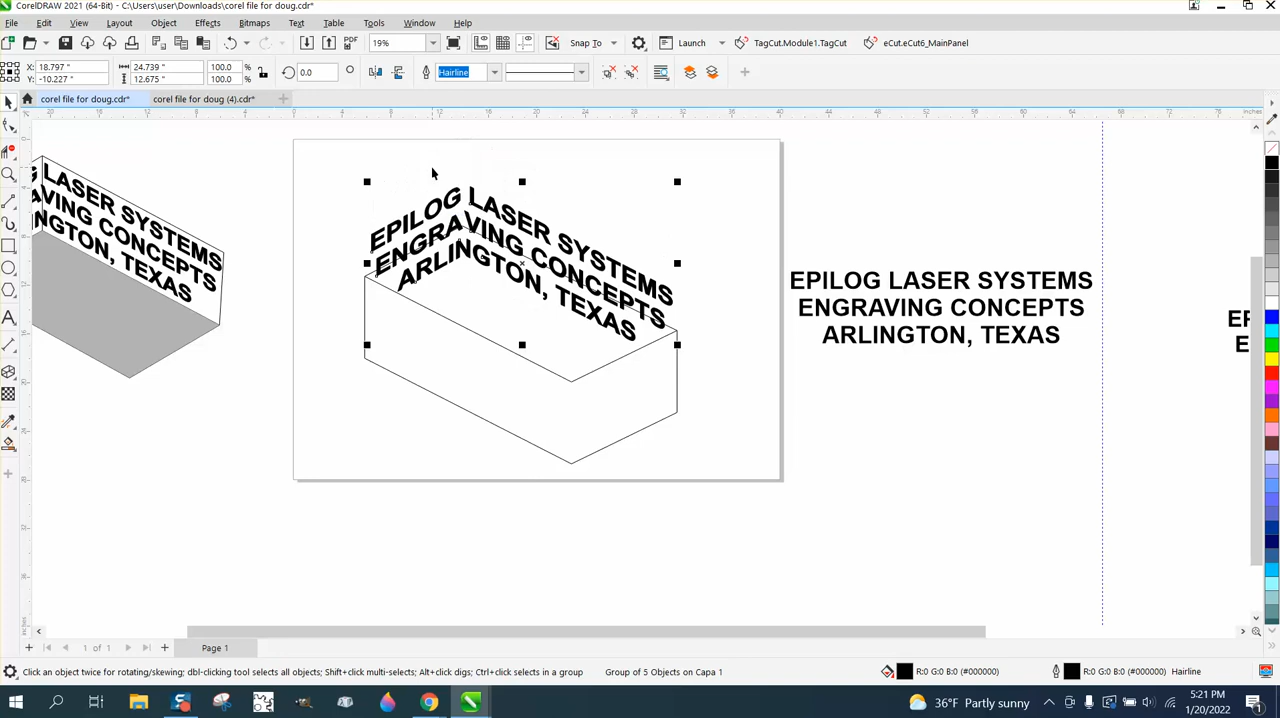 CorelDRAW 2021 (64-Bit) - C:\Users\user\Downloads\corel file for doug.cdr*
File Edit View Layout Object Effects Bitmaps Text Table Tools Window Help
19% PDF Snap To Launch TagCut.Module1.TagCut eCut.eCut6_MainPanel
X: 18.797 " 24.739 " 100.0 % 0.0 Hairline
Y: -10.227 " 12.675 " 100.0 %
corel file for doug.cdr* corel file for doug (4).cdr*
LASER SYSTEMS
ENGRAVING CONCEPTS
ARLINGTON, TEXAS
EPILOG LASER SYSTEMS
ENGRAVING CONCEPTS
ARLINGTON, TEXAS
EPILOG LASER SYSTEMS
ENGRAVING CONCEPTS
ARLINGTON, TEXAS
1 of 1 Page 1
Click an object twice for rotating/skewing; dbl-clicking tool selects all objects; Shift+click multi-selects; Alt+click digs; Ctrl+click selects in a group Group of 5 Objects on Capa 1 R:0 G:0 B:0 (#000000) R:0 G:0 B:0 (#000000) Hairline
36°F Partly sunny 5:21 PM
1/20/2022